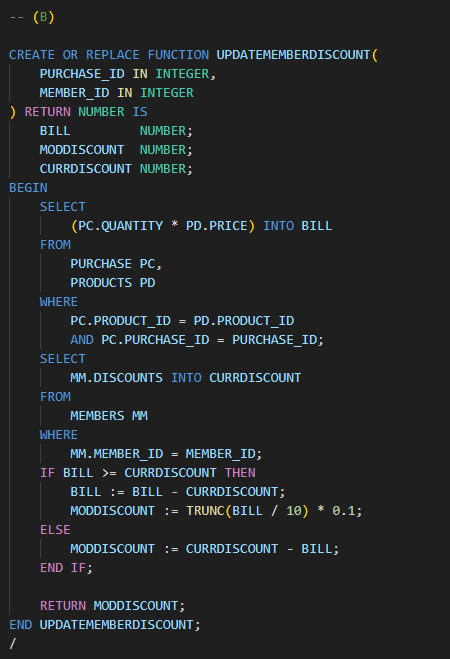 -- (B)
CREATE OR REPLACE FUNCTION UPDATEMEMBERDISCOUNT(
    PURCHASE_ID IN INTEGER,
    MEMBER_ID IN INTEGER
) RETURN NUMBER IS
    BILL         NUMBER;
    MODDISCOUNT  NUMBER;
    CURRDISCOUNT NUMBER;
BEGIN
    SELECT
        (PC.QUANTITY * PD.PRICE) INTO BILL
    FROM
        PURCHASE PC,
        PRODUCTS PD
    WHERE
        PC.PRODUCT_ID = PD.PRODUCT_ID
        AND PC.PURCHASE_ID = PURCHASE_ID;
    SELECT
        MM.DISCOUNTS INTO CURRDISCOUNT
    FROM
        MEMBERS MM
    WHERE
        MM.MEMBER_ID = MEMBER_ID;
    IF BILL >= CURRDISCOUNT THEN
        BILL := BILL - CURRDISCOUNT;
        MODDISCOUNT := TRUNC(BILL / 10) * 0.1;
    ELSE
        MODDISCOUNT := CURRDISCOUNT - BILL;
    END IF;
    RETURN MODDISCOUNT;
END UPDATEMEMBERDISCOUNT;
/